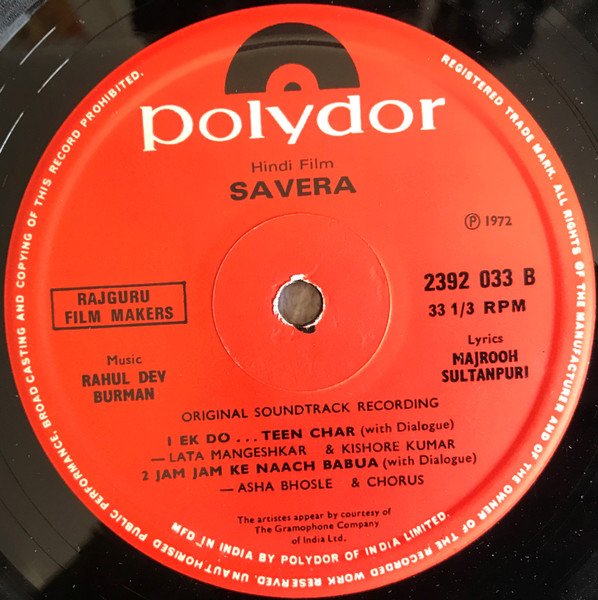 polydor
Hindi Film
SAVERA
℗ 1972
RAJGURU
FILM MAKERS
2392 033 B
33 1/3 RPM
Music
RAHUL DEV
BURMAN
Lyrics
MAJROOH
SULTANPURI
ORIGINAL SOUNDTRACK RECORDING
1 EK DO . . . TEEN CHAR (with Dialogue)
— LATA MANGESHKAR & KISHORE KUMAR
2 JAM JAM KE NAACH BABUA (with Dialogue)
— ASHA BHOSLE & CHORUS
The artistes appear by courtesy of
The Gramophone Company
of India Ltd.
REGISTERED TRADE MARK. ALL RIGHTS OF THE MANUFACTURER AND OF THE OWNER OF THE RECORDED WORK RESERVED. UNAUTHORISED PUBLIC PERFORMANCE, BROADCASTING AND COPYING OF THIS RECORD PROHIBITED.
MFD. IN INDIA BY POLYDOR OF INDIA LIMITED.